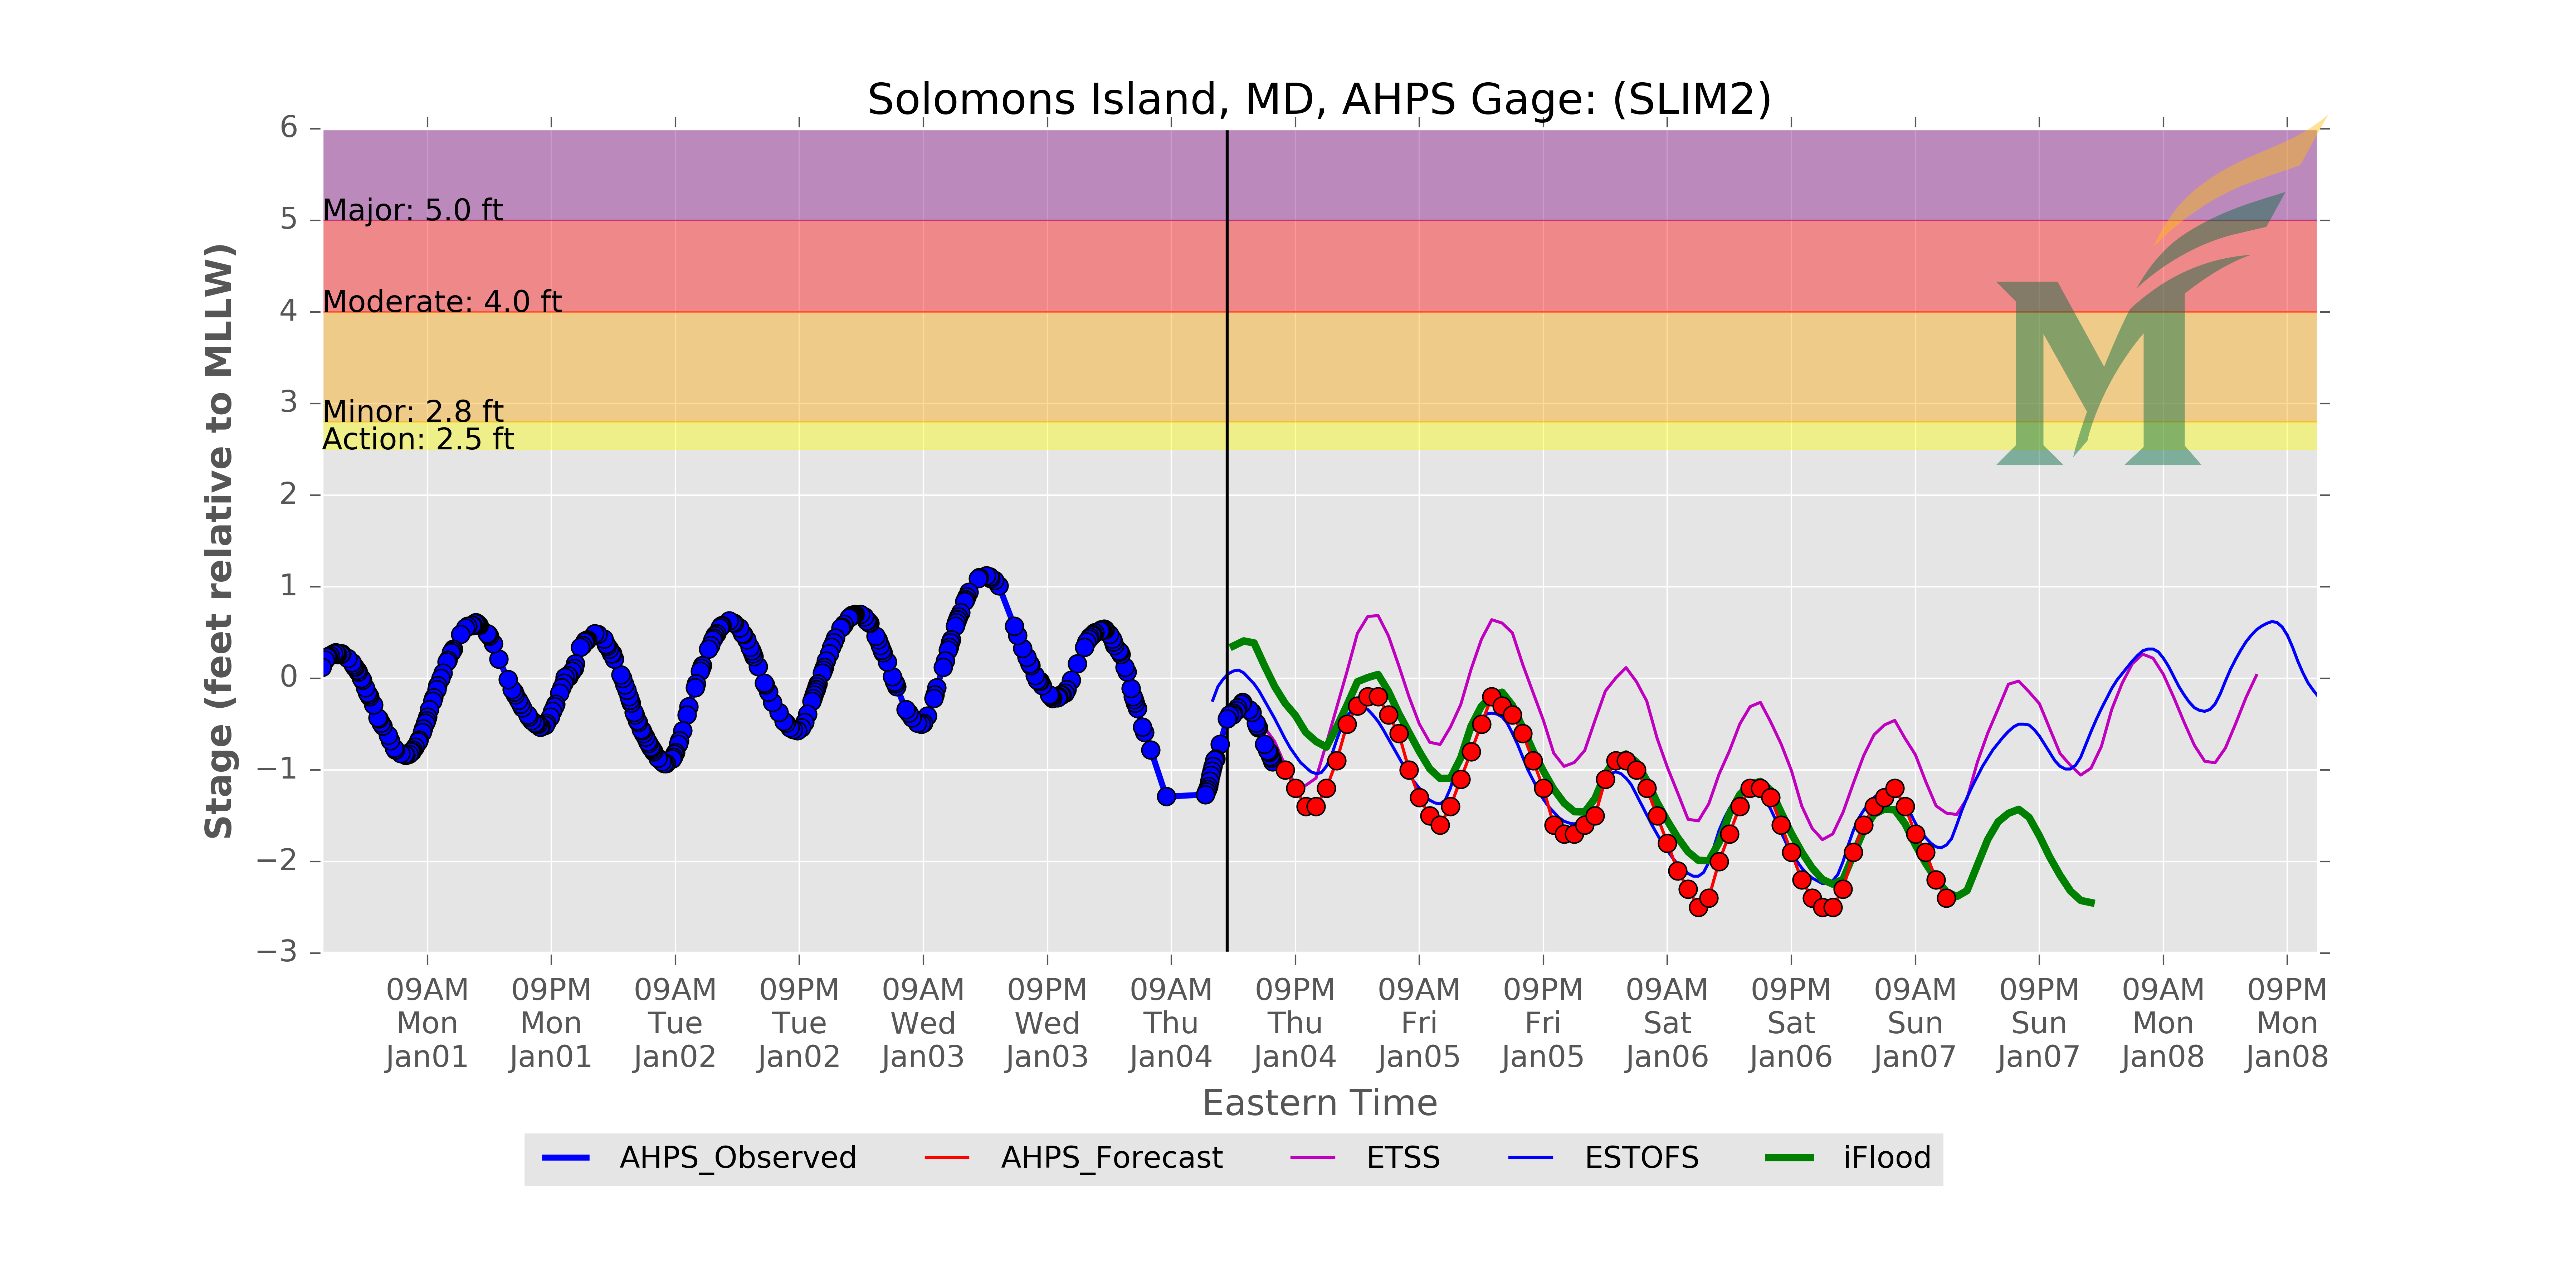 Solomons Island, MD, AHPS Gage: (SLIM2)
6
5
4
3
2
1
0
−1
−2
−3
Stage (feet relative to MLLW)
Major: 5.0 ft
Moderate: 4.0 ft
Minor: 2.8 ft
Action: 2.5 ft
M
09AM 09PM 09AM 09PM 09AM 09PM 09AM 09PM 09AM 09PM 09AM 09PM 09AM 09PM 09AM 09PM
Mon Mon Tue Tue Wed Wed Thu Thu Fri Fri Sat Sat Sun Sun Mon Mon
Jan01 Jan01 Jan02 Jan02 Jan03 Jan03 Jan04 Jan04 Jan05 Jan05 Jan06 Jan06 Jan07 Jan07 Jan08 Jan08
Eastern Time
AHPS_Observed AHPS_Forecast ETSS ESTOFS iFlood